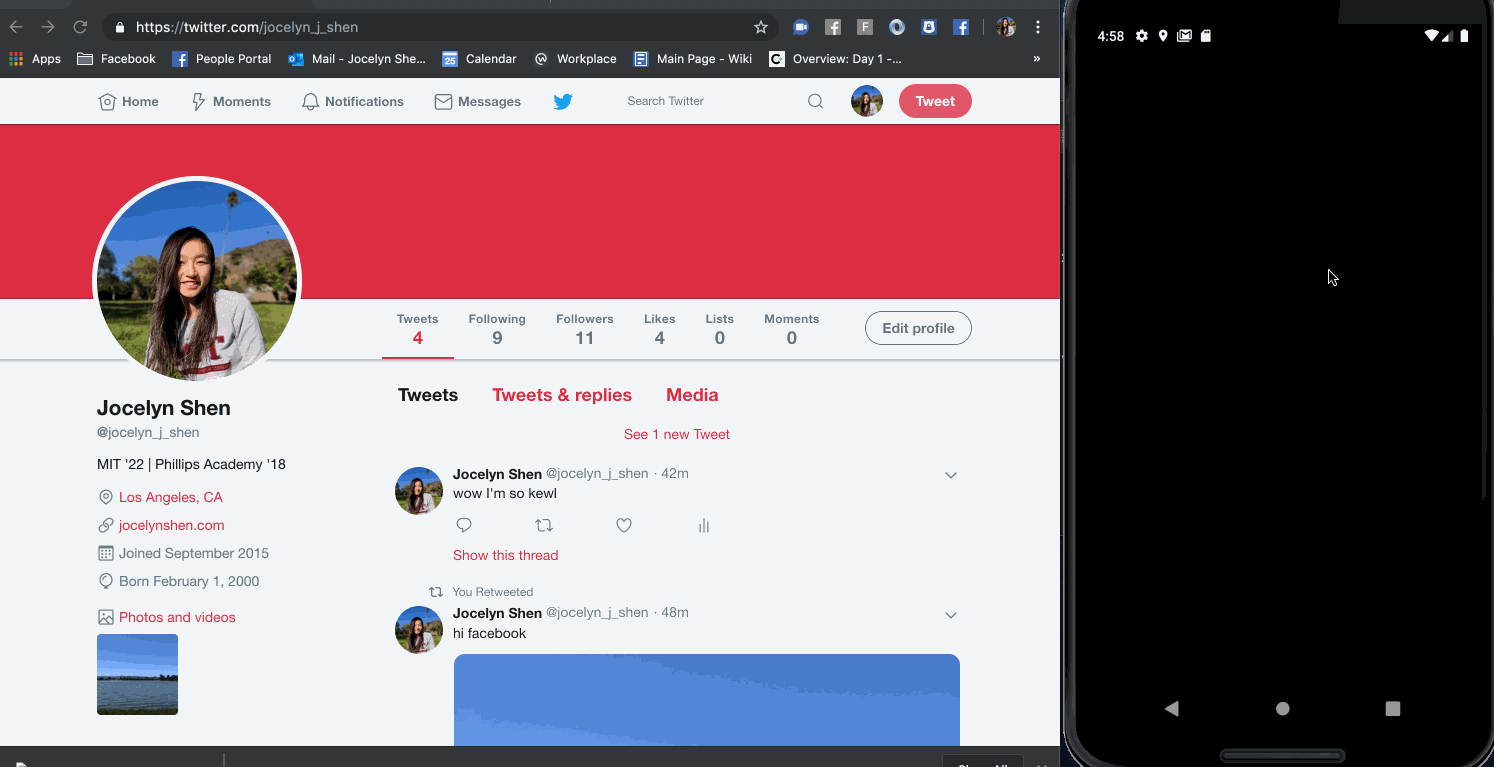 https://twitter.com/jocelyn_j_shen
Apps Facebook People Portal Mail - Jocelyn She... 25 Calendar Workplace Main Page - Wiki Overview: Day 1 -... »
Home Moments Notifications Messages Search Twitter Tweet
Tweets Following Followers Likes Lists Moments
4 9 11 4 0 0
Edit profile
Jocelyn Shen
@jocelyn_j_shen
MIT '22 | Phillips Academy '18
Los Angeles, CA
jocelynshen.com
Joined September 2015
Born February 1, 2000
Photos and videos
Tweets Tweets & replies Media
See 1 new Tweet
Jocelyn Shen @jocelyn_j_shen · 42m
wow I'm so kewl
Show this thread
You Retweeted
Jocelyn Shen @jocelyn_j_shen · 48m
hi facebook
4:58